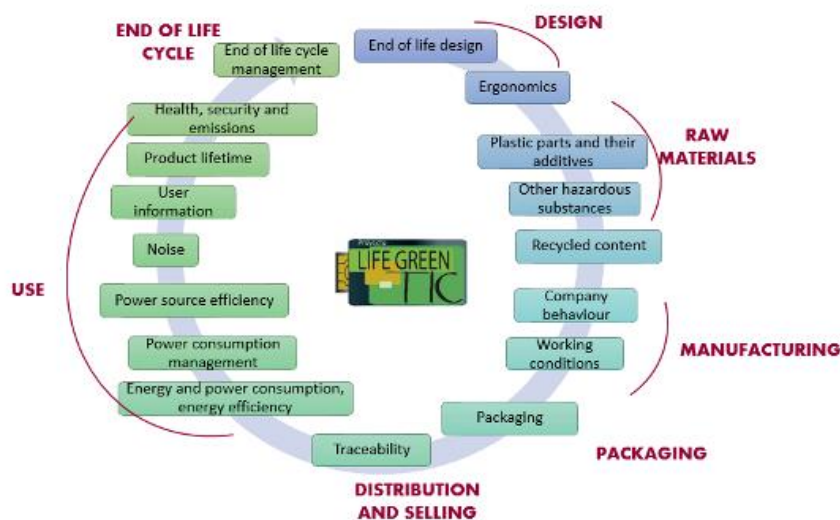 DESIGN
End of life design
Ergonomics
RAW
MATERIALS
Plastic parts and their
additives
Other hazardous
substances
Recycled content
MANUFACTURING
Company
behaviour
Working
conditions
PACKAGING
Packaging
DISTRIBUTION
AND SELLING
Traceability
USE
Energy and power consumption,
energy efficiency
Power consumption
management
Power source efficiency
Noise
User
information
Product lifetime
Health, security and
emissions
END OF LIFE
CYCLE
End of life cycle
management
LIFE GREEN
TIC